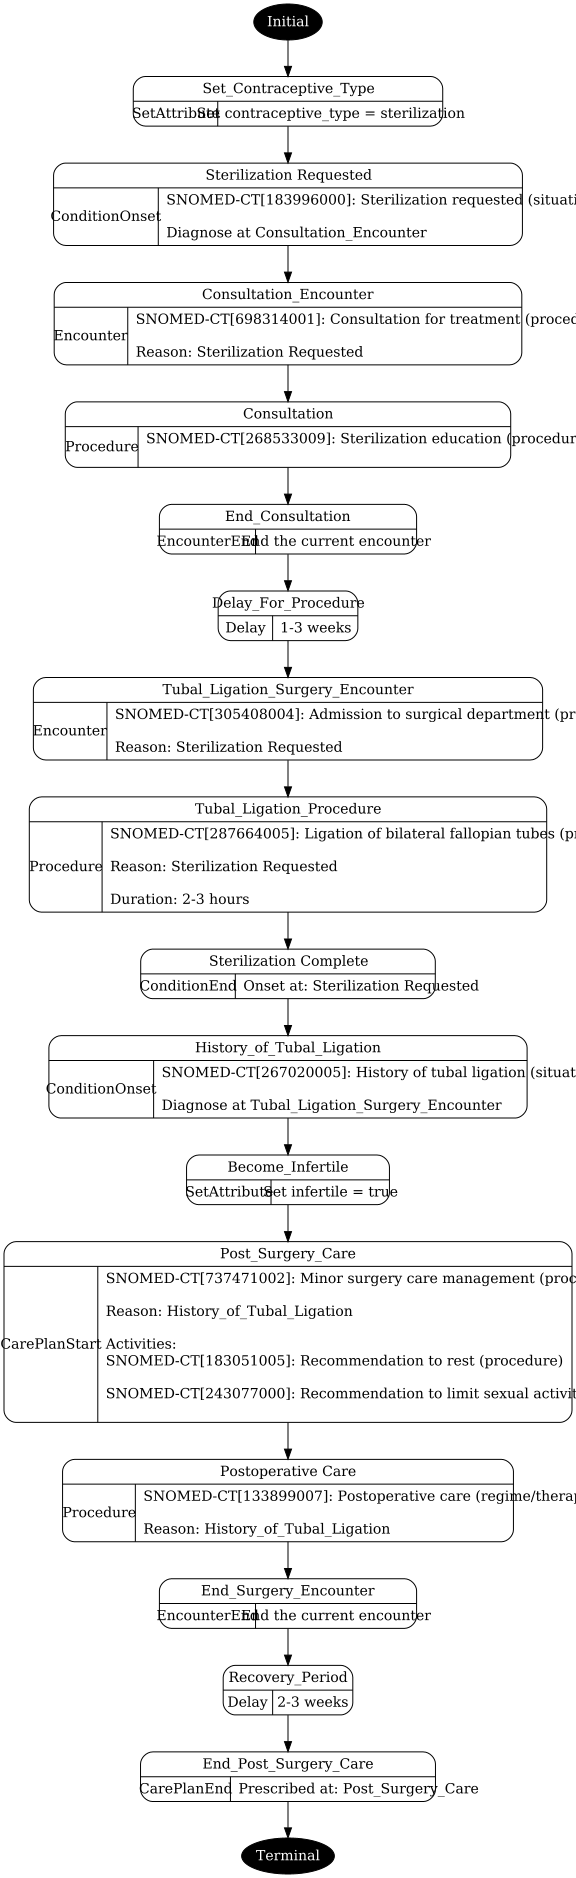 Initial
Set_Contraceptive_Type
SetAttribute Set contraceptive_type = sterilization
Sterilization Requested
SNOMED-CT[183996000]: Sterilization requested (situati
ConditionOnset
Diagnose at Consultation_Encounter
Consultation_Encounter
SNOMED-CT[698314001]: Consultation for treatment (proced
Encounter
Reason: Sterilization Requested
Consultation
SNOMED-CT[268533009]: Sterilization education (procedur
Procedure
End_Consultation
EncounterEnd End the current encounter
Delay_For_Procedure
Delay 1-3 weeks
Tubal_Ligation_Surgery_Encounter
SNOMED-CT[305408004]: Admission to surgical department (pr
Encounter
Reason: Sterilization Requested
Tubal_Ligation_Procedure
SNOMED-CT[287664005]: Ligation of bilateral fallopian tubes (pr
Procedure Reason: Sterilization Requested
Duration: 2-3 hours
Sterilization Complete
ConditionEnd Onset at: Sterilization Requested
History_of_Tubal_Ligation
SNOMED-CT[267020005]: History of tubal ligation (situat
ConditionOnset
Diagnose at Tubal_Ligation_Surgery_Encounter
Become_Infertile
SetAttribute Set infertile = true
Post_Surgery_Care
SNOMED-CT[737471002]: Minor surgery care management (proc
Reason: History_of_Tubal_Ligation
CarePlanStart Activities:
SNOMED-CT[183051005]: Recommendation to rest (procedure)
SNOMED-CT[243077000]: Recommendation to limit sexual activit
Postoperative Care
SNOMED-CT[133899007]: Postoperative care (regime/therap
Procedure
Reason: History_of_Tubal_Ligation
End_Surgery_Encounter
EncounterEnd End the current encounter
Recovery_Period
Delay 2-3 weeks
End_Post_Surgery_Care
CarePlanEnd Prescribed at: Post_Surgery_Care
Terminal